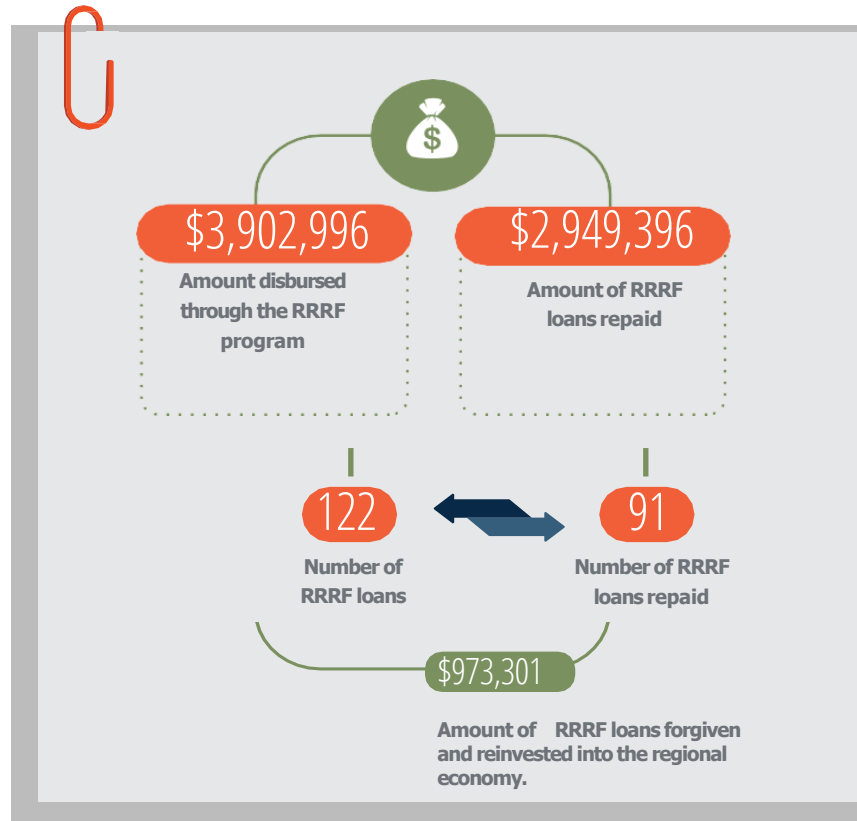 $
$3,902,996
Amount disbursed
through the RRRF
program
$2,949,396
Amount of RRRF
loans repaid
122
Number of
RRRF loans
91
Number of RRRF
loans repaid
$973,301
Amount of RRRF loans forgiven
and reinvested into the regional
economy.